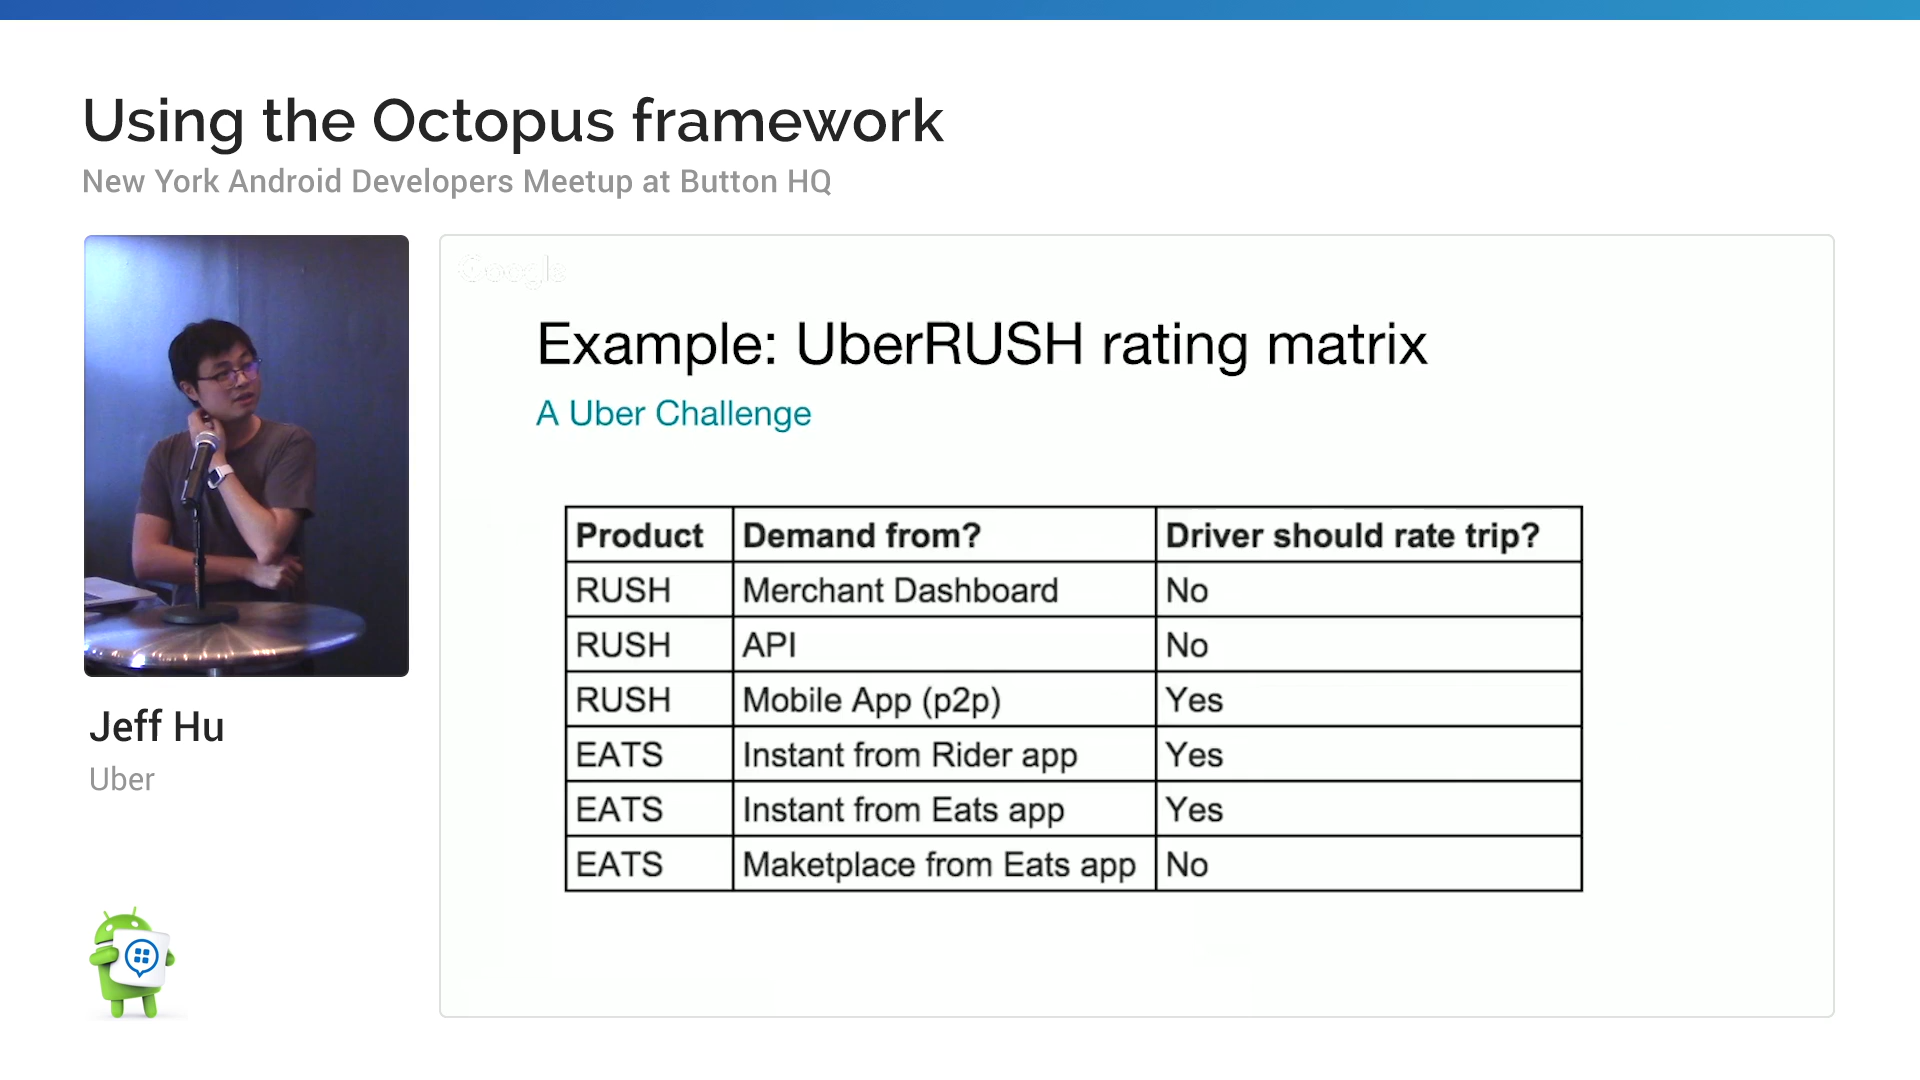 Using the Octopus framework
New York Android Developers Meetup at Button HQ
Google
Example: UberRUSH rating matrix
A Uber Challenge
Product Demand from? Driver should rate trip?
RUSH Merchant Dashboard No
RUSH API No
RUSH Mobile App (p2p) Yes
EATS Instant from Rider app Yes
EATS Instant from Eats app Yes
EATS Maketplace from Eats app No
Jeff Hu
Uber